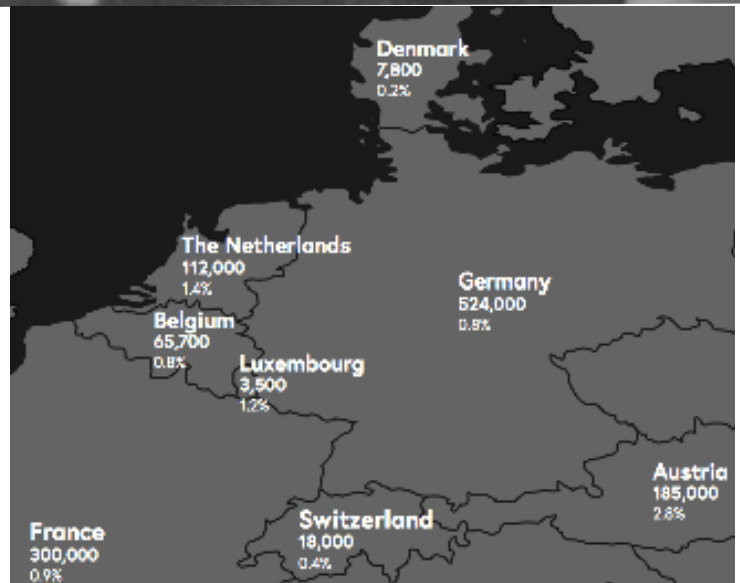 Denmark
7,800
0.2%
The Netherlands
112,000
1.4%
Germany
524,000
0.8%
Belgium
65,700
0.8%
Luxembourg
3,500
1.2%
Austria
185,000
2.8%
Switzerland
18,000
0.4%
France
300,000
0.9%